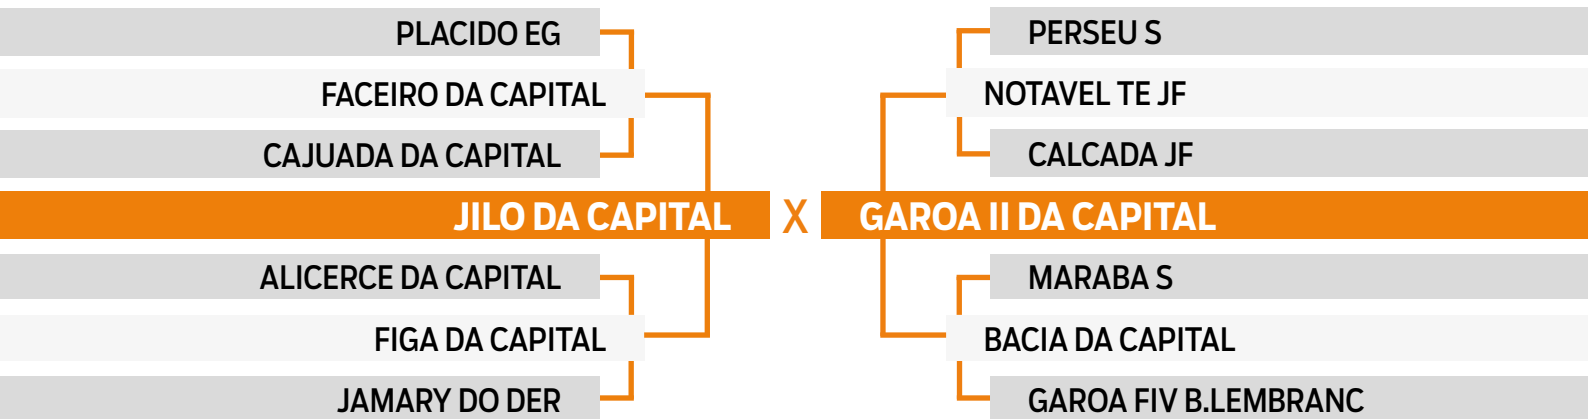 PLACIDO EG
FACEIRO DA CAPITAL
CAJUADA DA CAPITAL
JILO DA CAPITAL X GAROA II DA CAPITAL
ALICERCE DA CAPITAL
FIGA DA CAPITAL
JAMARY DO DER
PERSEU S
NOTAVEL TE JF
CALCADA JF
MARABA S
BACIA DA CAPITAL
GAROA FIV B.LEMBRANC